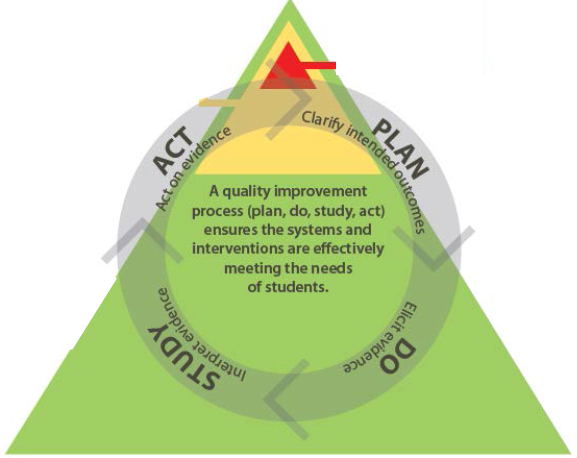 PLAN
Clarify intended outcomes
DO
Elicit evidence
STUDY
Interpret evidence
ACT
Act on evidence
A quality improvement
process (plan, do, study, act)
ensures the systems and
interventions are effectively
meeting the needs
of students.